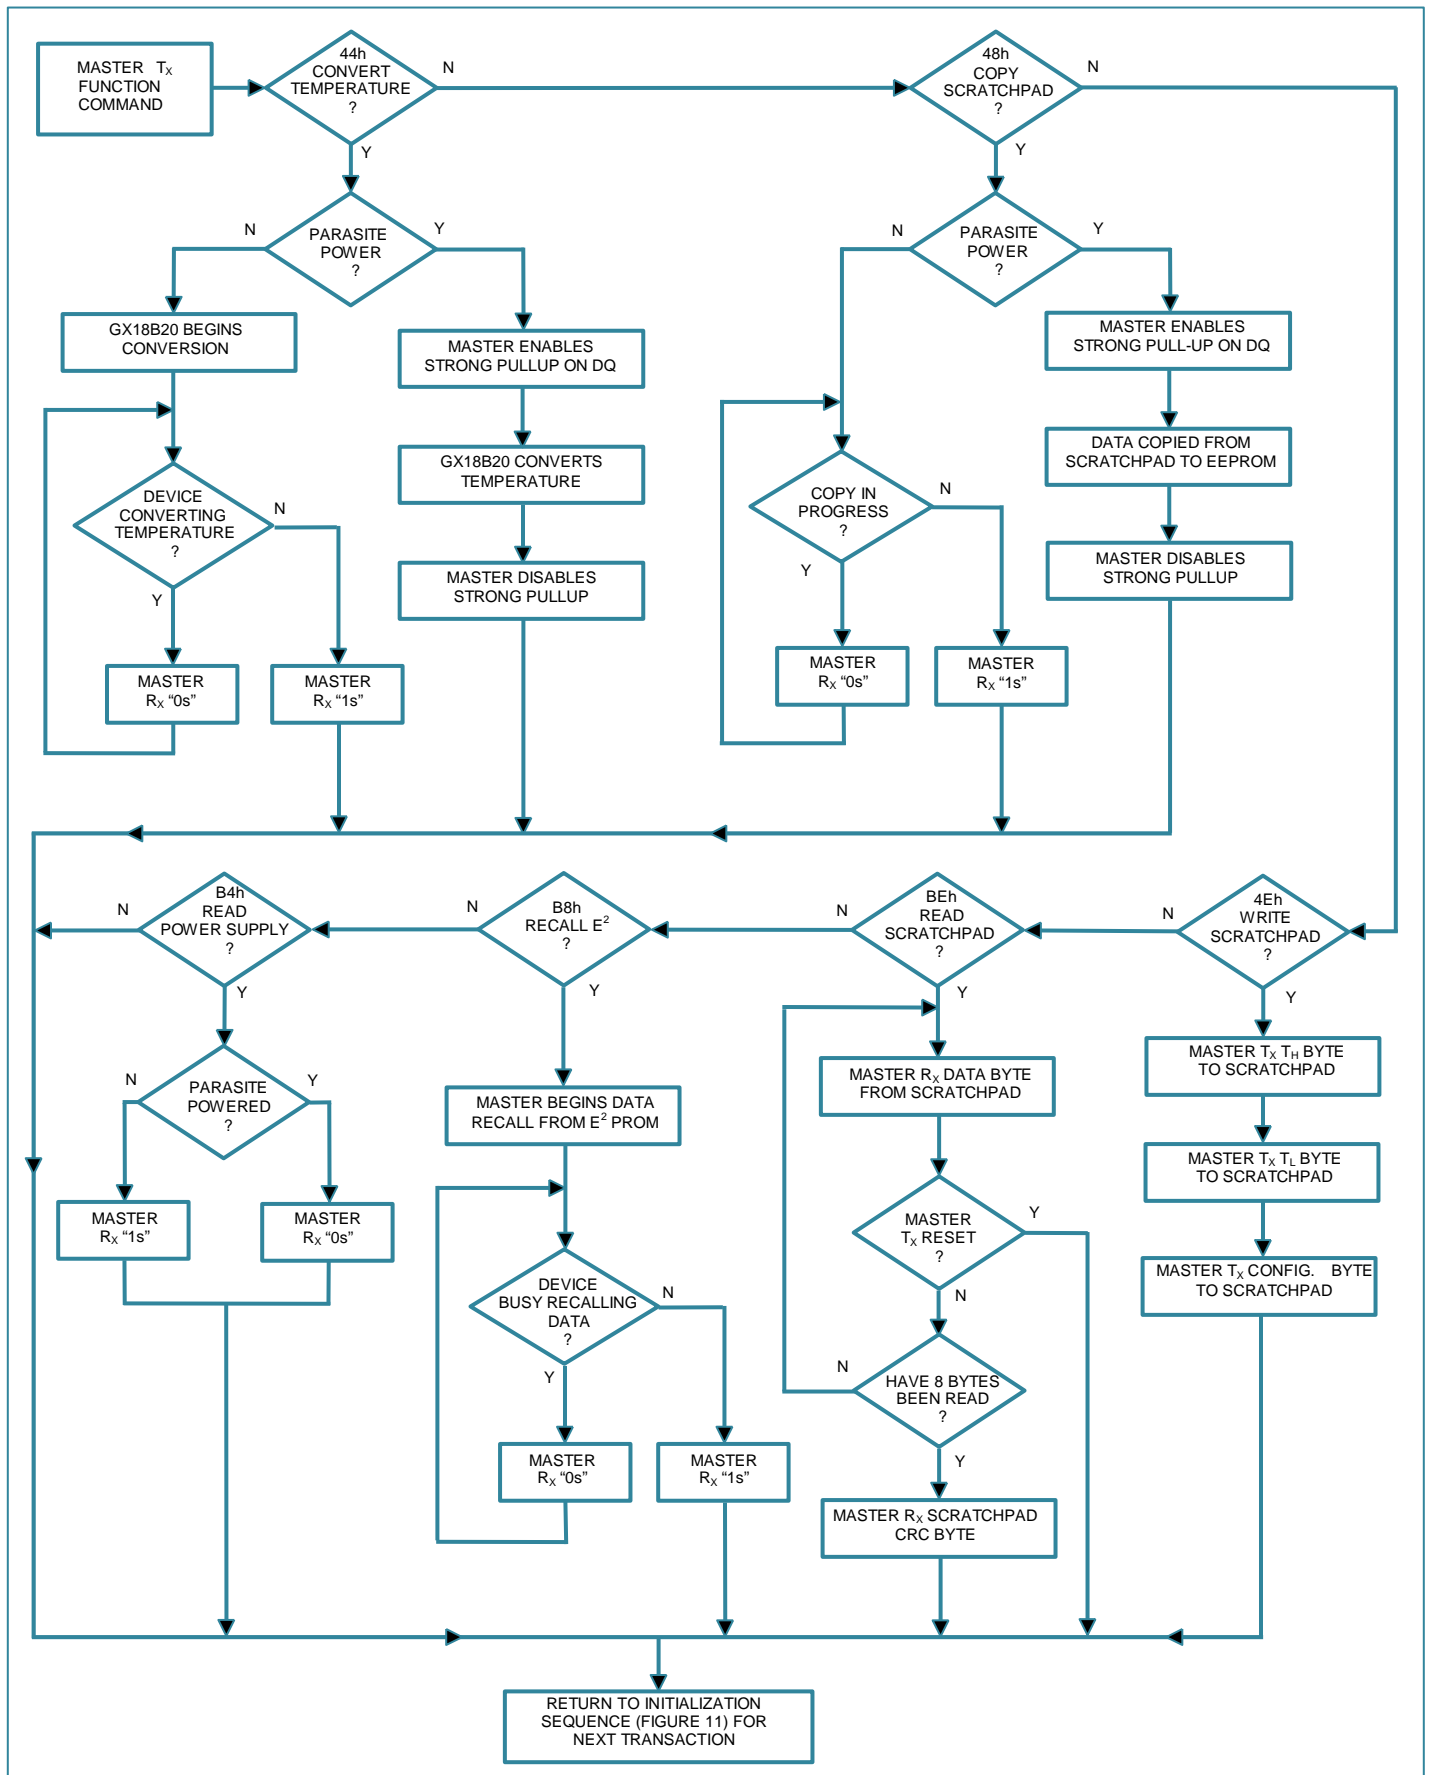 MASTER TX
FUNCTION
COMMAND
44h
CONVERT
TEMPERATURE
?
N
Y
48h
COPY
SCRATCHPAD
?
N
Y
PARASITE
POWER
?
N
Y
GX18B20 BEGINS
CONVERSION
MASTER ENABLES
STRONG PULLUP ON DQ
GX18B20 CONVERTS
TEMPERATURE
MASTER DISABLES
STRONG PULLUP
DEVICE
CONVERTING
TEMPERATURE
?
N
Y
MASTER
RX “0s”
MASTER
RX “1s”
PARASITE
POWER
?
N
Y
MASTER ENABLES
STRONG PULL-UP ON DQ
DATA COPIED FROM
SCRATCHPAD TO EEPROM
MASTER DISABLES
STRONG PULLUP
COPY IN
PROGRESS
?
N
Y
MASTER
RX “0s”
MASTER
RX “1s”
B4h
READ
POWER SUPPLY
?
N
Y
PARASITE
POWERED
?
N
Y
MASTER
RX “1s”
MASTER
RX “0s”
B8h
RECALL E²
?
N
Y
MASTER BEGINS DATA
RECALL FROM E² PROM
DEVICE
BUSY RECALLING
DATA
?
N
Y
MASTER
RX “0s”
MASTER
RX “1s”
BEh
READ
SCRATCHPAD
?
N
Y
MASTER RX DATA BYTE
FROM SCRATCHPAD
MASTER
TX RESET
?
Y
N
HAVE 8 BYTES
BEEN READ
?
N
Y
MASTER RX SCRATCHPAD
CRC BYTE
4Eh
WRITE
SCRATCHPAD
?
N
Y
MASTER TX TH BYTE
TO SCRATCHPAD
MASTER TX TL BYTE
TO SCRATCHPAD
MASTER TX CONFIG. BYTE
TO SCRATCHPAD
RETURN TO INITIALIZATION
SEQUENCE (FIGURE 11) FOR
NEXT TRANSACTION